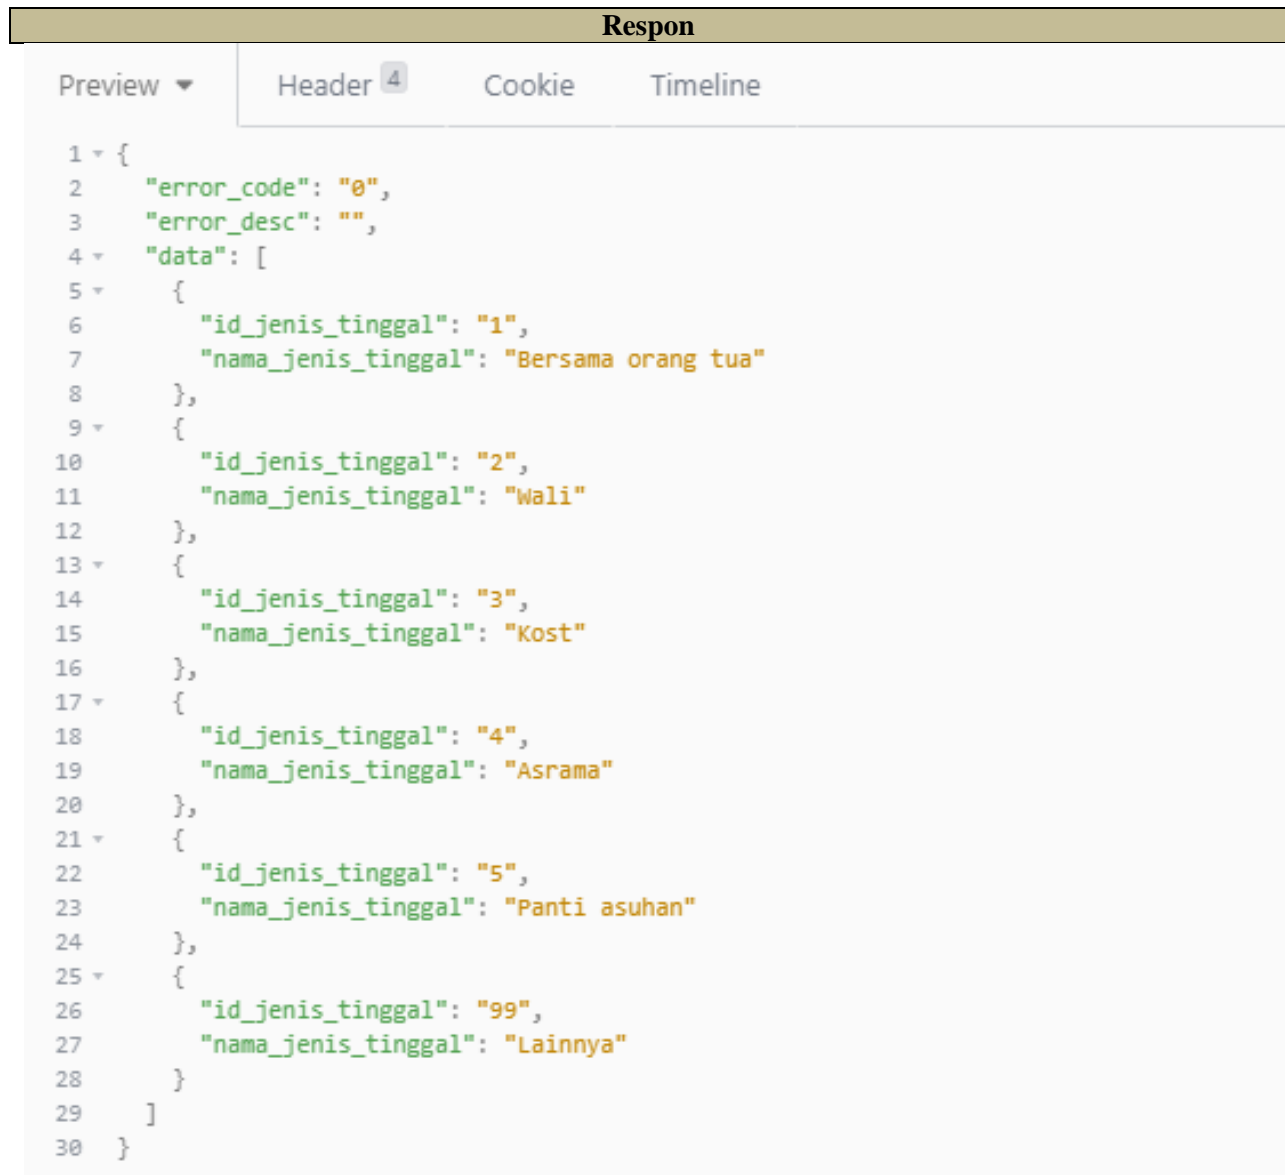 Respon
Preview Header 4 Cookie Timeline
1 {
2 "error_code": "0",
3 "error_desc": "",
4 "data": [
5 {
6 "id_jenis_tinggal": "1",
7 "nama_jenis_tinggal": "Bersama orang tua"
8 },
9 {
10 "id_jenis_tinggal": "2",
11 "nama_jenis_tinggal": "Wali"
12 },
13 {
14 "id_jenis_tinggal": "3",
15 "nama_jenis_tinggal": "Kost"
16 },
17 {
18 "id_jenis_tinggal": "4",
19 "nama_jenis_tinggal": "Asrama"
20 },
21 {
22 "id_jenis_tinggal": "5",
23 "nama_jenis_tinggal": "Panti asuhan"
24 },
25 {
26 "id_jenis_tinggal": "99",
27 "nama_jenis_tinggal": "Lainnya"
28 }
29 ]
30 }